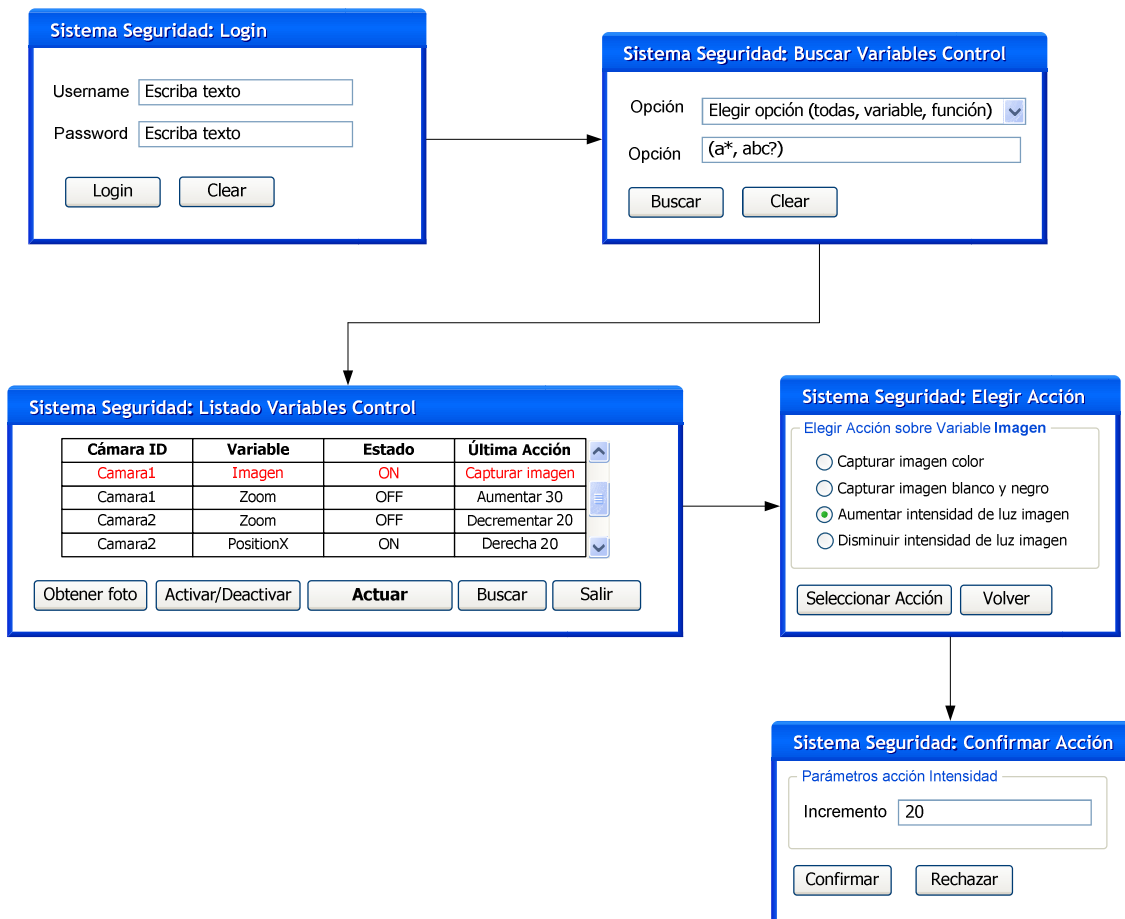 Sistema Seguridad: Login
Username Escriba texto
Password Escriba texto
Login Clear
Sistema Seguridad: Buscar Variables Control
Opción Elegir opción (todas, variable, función)
Opción (a*, abc?)
Buscar Clear
Sistema Seguridad: Listado Variables Control
Cámara ID Variable Estado Última Acción
Camara1 Imagen ON Capturar imagen
Camara1 Zoom OFF Aumentar 30
Camara2 Zoom OFF Decrementar 20
Camara2 PositionX ON Derecha 20
Obtener foto Activar/Deactivar Actuar Buscar Salir
Sistema Seguridad: Elegir Acción
Elegir Acción sobre Variable Imagen
Capturar imagen color
Capturar imagen blanco y negro
Aumentar intensidad de luz imagen
Disminuir intensidad de luz imagen
Seleccionar Acción Volver
Sistema Seguridad: Confirmar Acción
Parámetros acción Intensidad
Incremento 20
Confirmar Rechazar